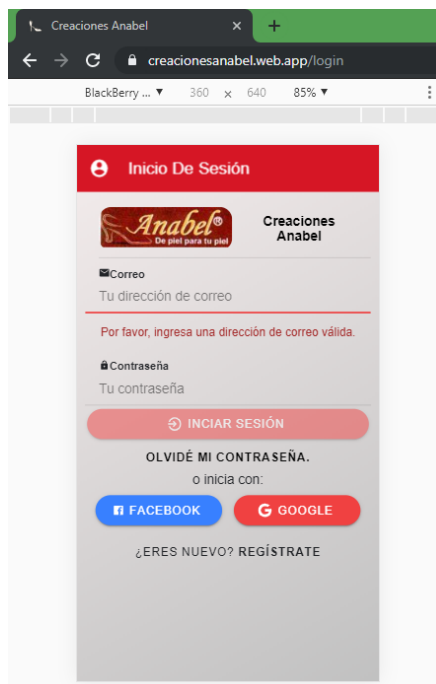 Creaciones Anabel
creacionesanabel.web.app/login
BlackBerry ... 360 x 640 85%
Inicio De Sesión
Anabel®
De piel para tu piel
Creaciones
Anabel
Correo
Tu dirección de correo
Por favor, ingresa una dirección de correo válida.
Contraseña
Tu contraseña
INCIAR SESIÓN
OLVIDÉ MI CONTRASEÑA.
o inicia con:
FACEBOOK GOOGLE
¿ERES NUEVO? REGÍSTRATE